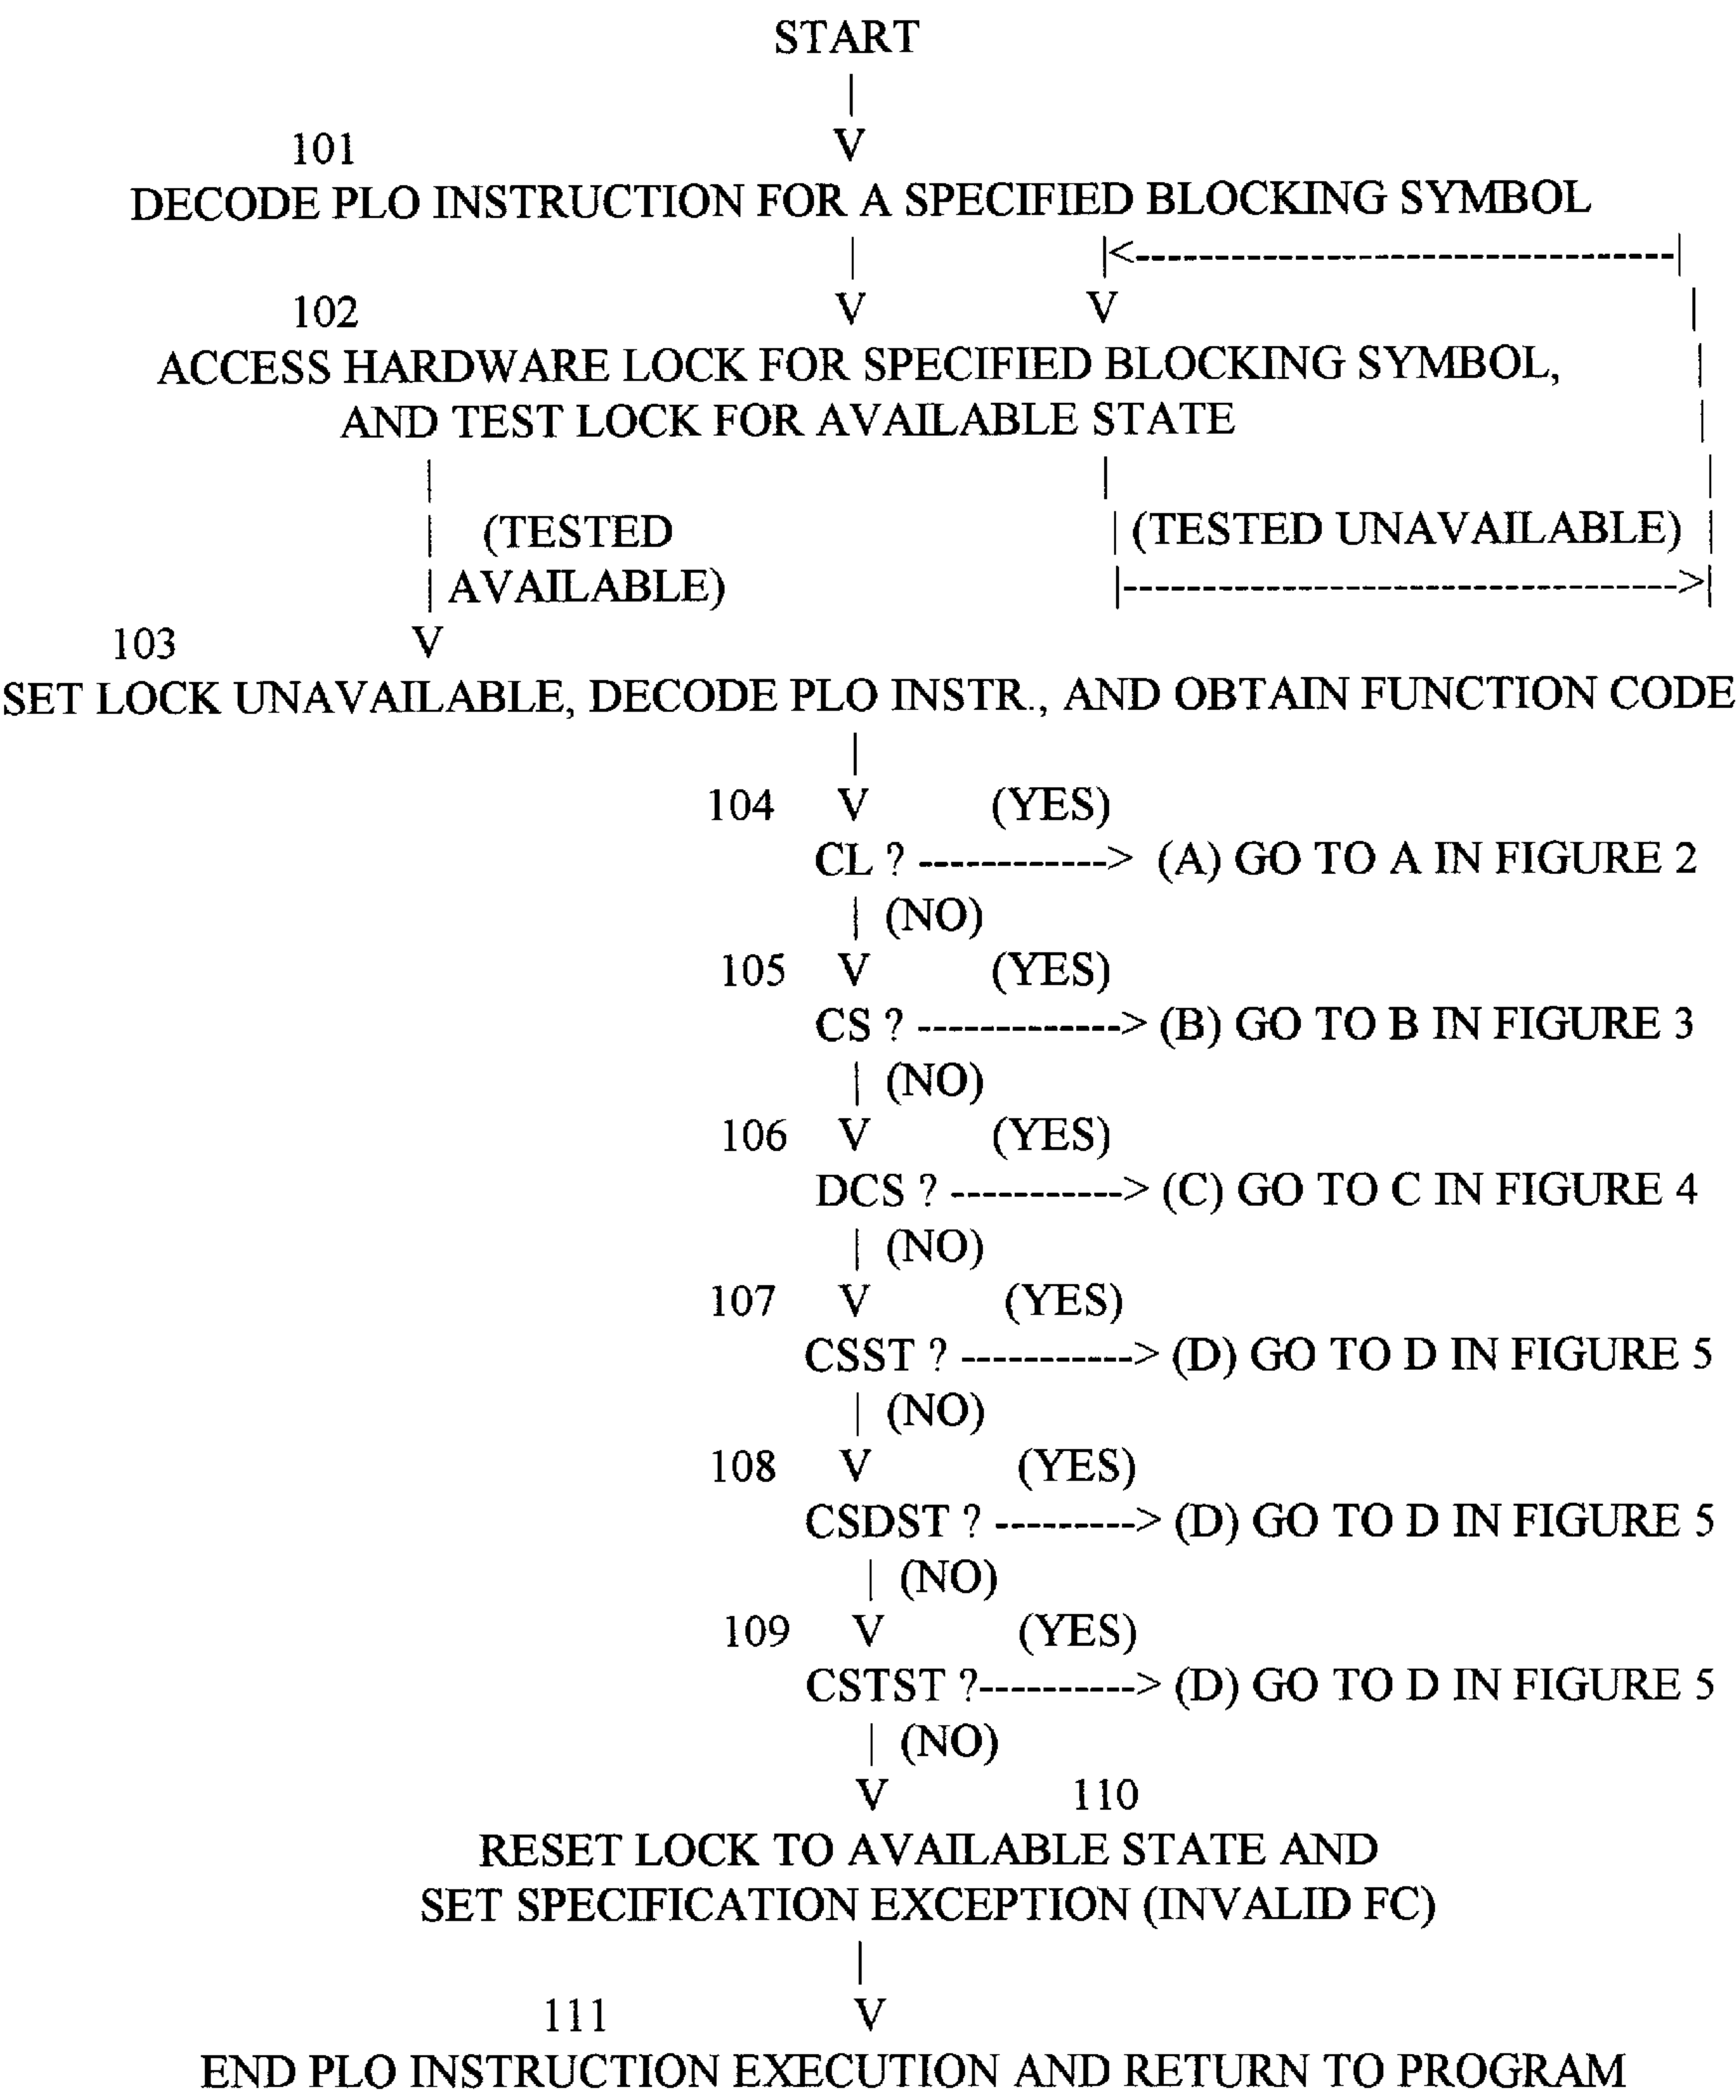 START
|
V
101
DECODE PLO INSTRUCTION FOR A SPECIFIED BLOCKING SYMBOL
| |<----------------------------------------|
102 V V |
ACCESS HARDWARE LOCK FOR SPECIFIED BLOCKING SYMBOL, |
AND TEST LOCK FOR AVAILABLE STATE |
| | |
| (TESTED | (TESTED UNAVAILABLE) |
| AVAILABLE) |----------------------------------------->|
103 V
SET LOCK UNAVAILABLE, DECODE PLO INSTR., AND OBTAIN FUNCTION CODE
|
104 V (YES)
CL ? -------------> (A) GO TO A IN FIGURE 2
| (NO)
105 V (YES)
CS ? --------------> (B) GO TO B IN FIGURE 3
| (NO)
106 V (YES)
DCS ? ------------> (C) GO TO C IN FIGURE 4
| (NO)
107 V (YES)
CSST ? ------------> (D) GO TO D IN FIGURE 5
| (NO)
108 V (YES)
CSDST ? ----------> (D) GO TO D IN FIGURE 5
| (NO)
109 V (YES)
CSTST ?-----------> (D) GO TO D IN FIGURE 5
| (NO)
V 110
RESET LOCK TO AVAILABLE STATE AND
SET SPECIFICATION EXCEPTION (INVALID FC)
|
111 V
END PLO INSTRUCTION EXECUTION AND RETURN TO PROGRAM